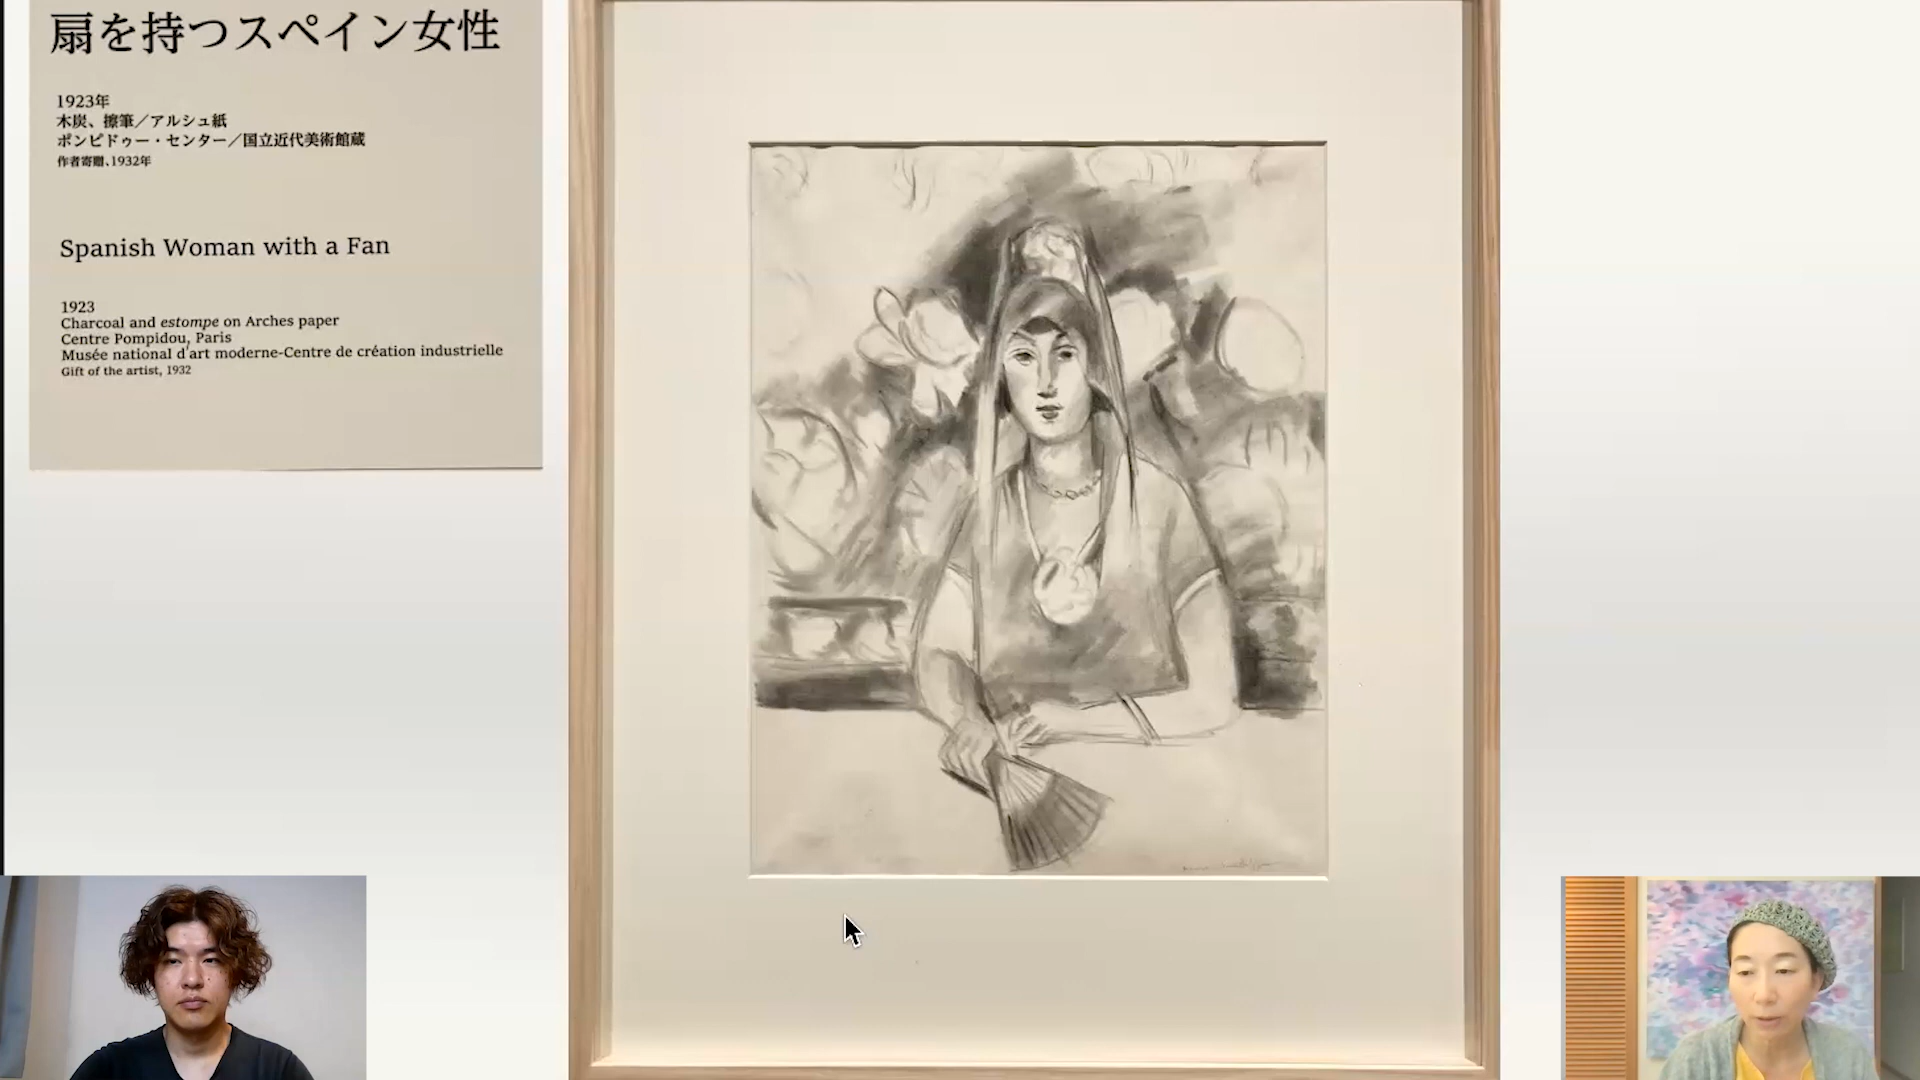 扇を持つスペイン女性
1923年
木炭、擦筆／アルシュ紙
ポンピドゥー・センター／国立近代美術館蔵
作者寄贈、1932年
Spanish Woman with a Fan
1923
Charcoal and estompe on Arches paper
Centre Pompidou, Paris
Musée national d'art moderne-Centre de création industrielle
Gift of the artist, 1932